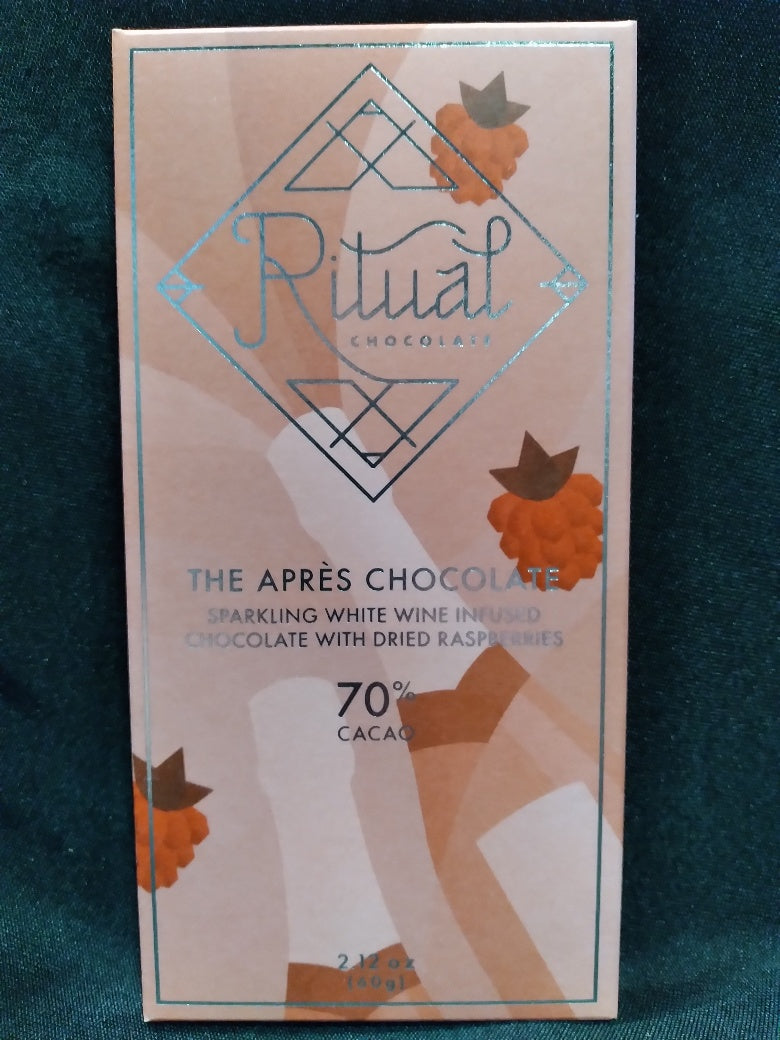 Ritual
CHOCOLATE
THE APRÈS CHOCOLATE
SPARKLING WHITE WINE INFUSED
CHOCOLATE WITH DRIED RASPBERRIES
70%
CACAO
2.12 oz
(60g)